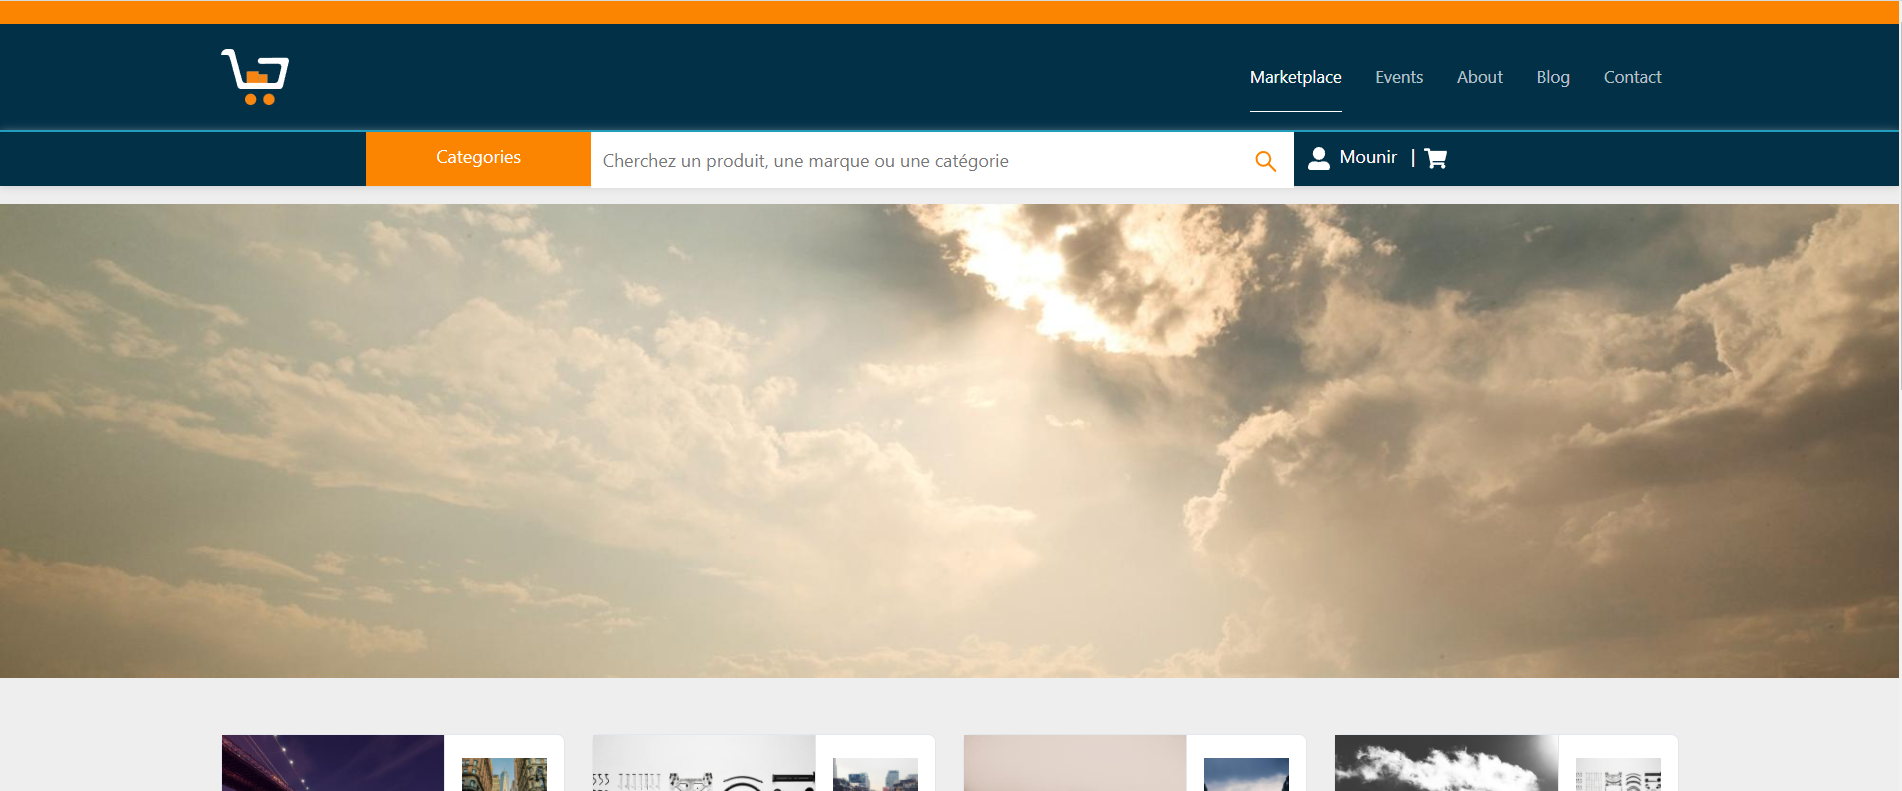 Marketplace Events About Blog Contact
Categories Cherchez un produit, une marque ou une catégorie Mounir |